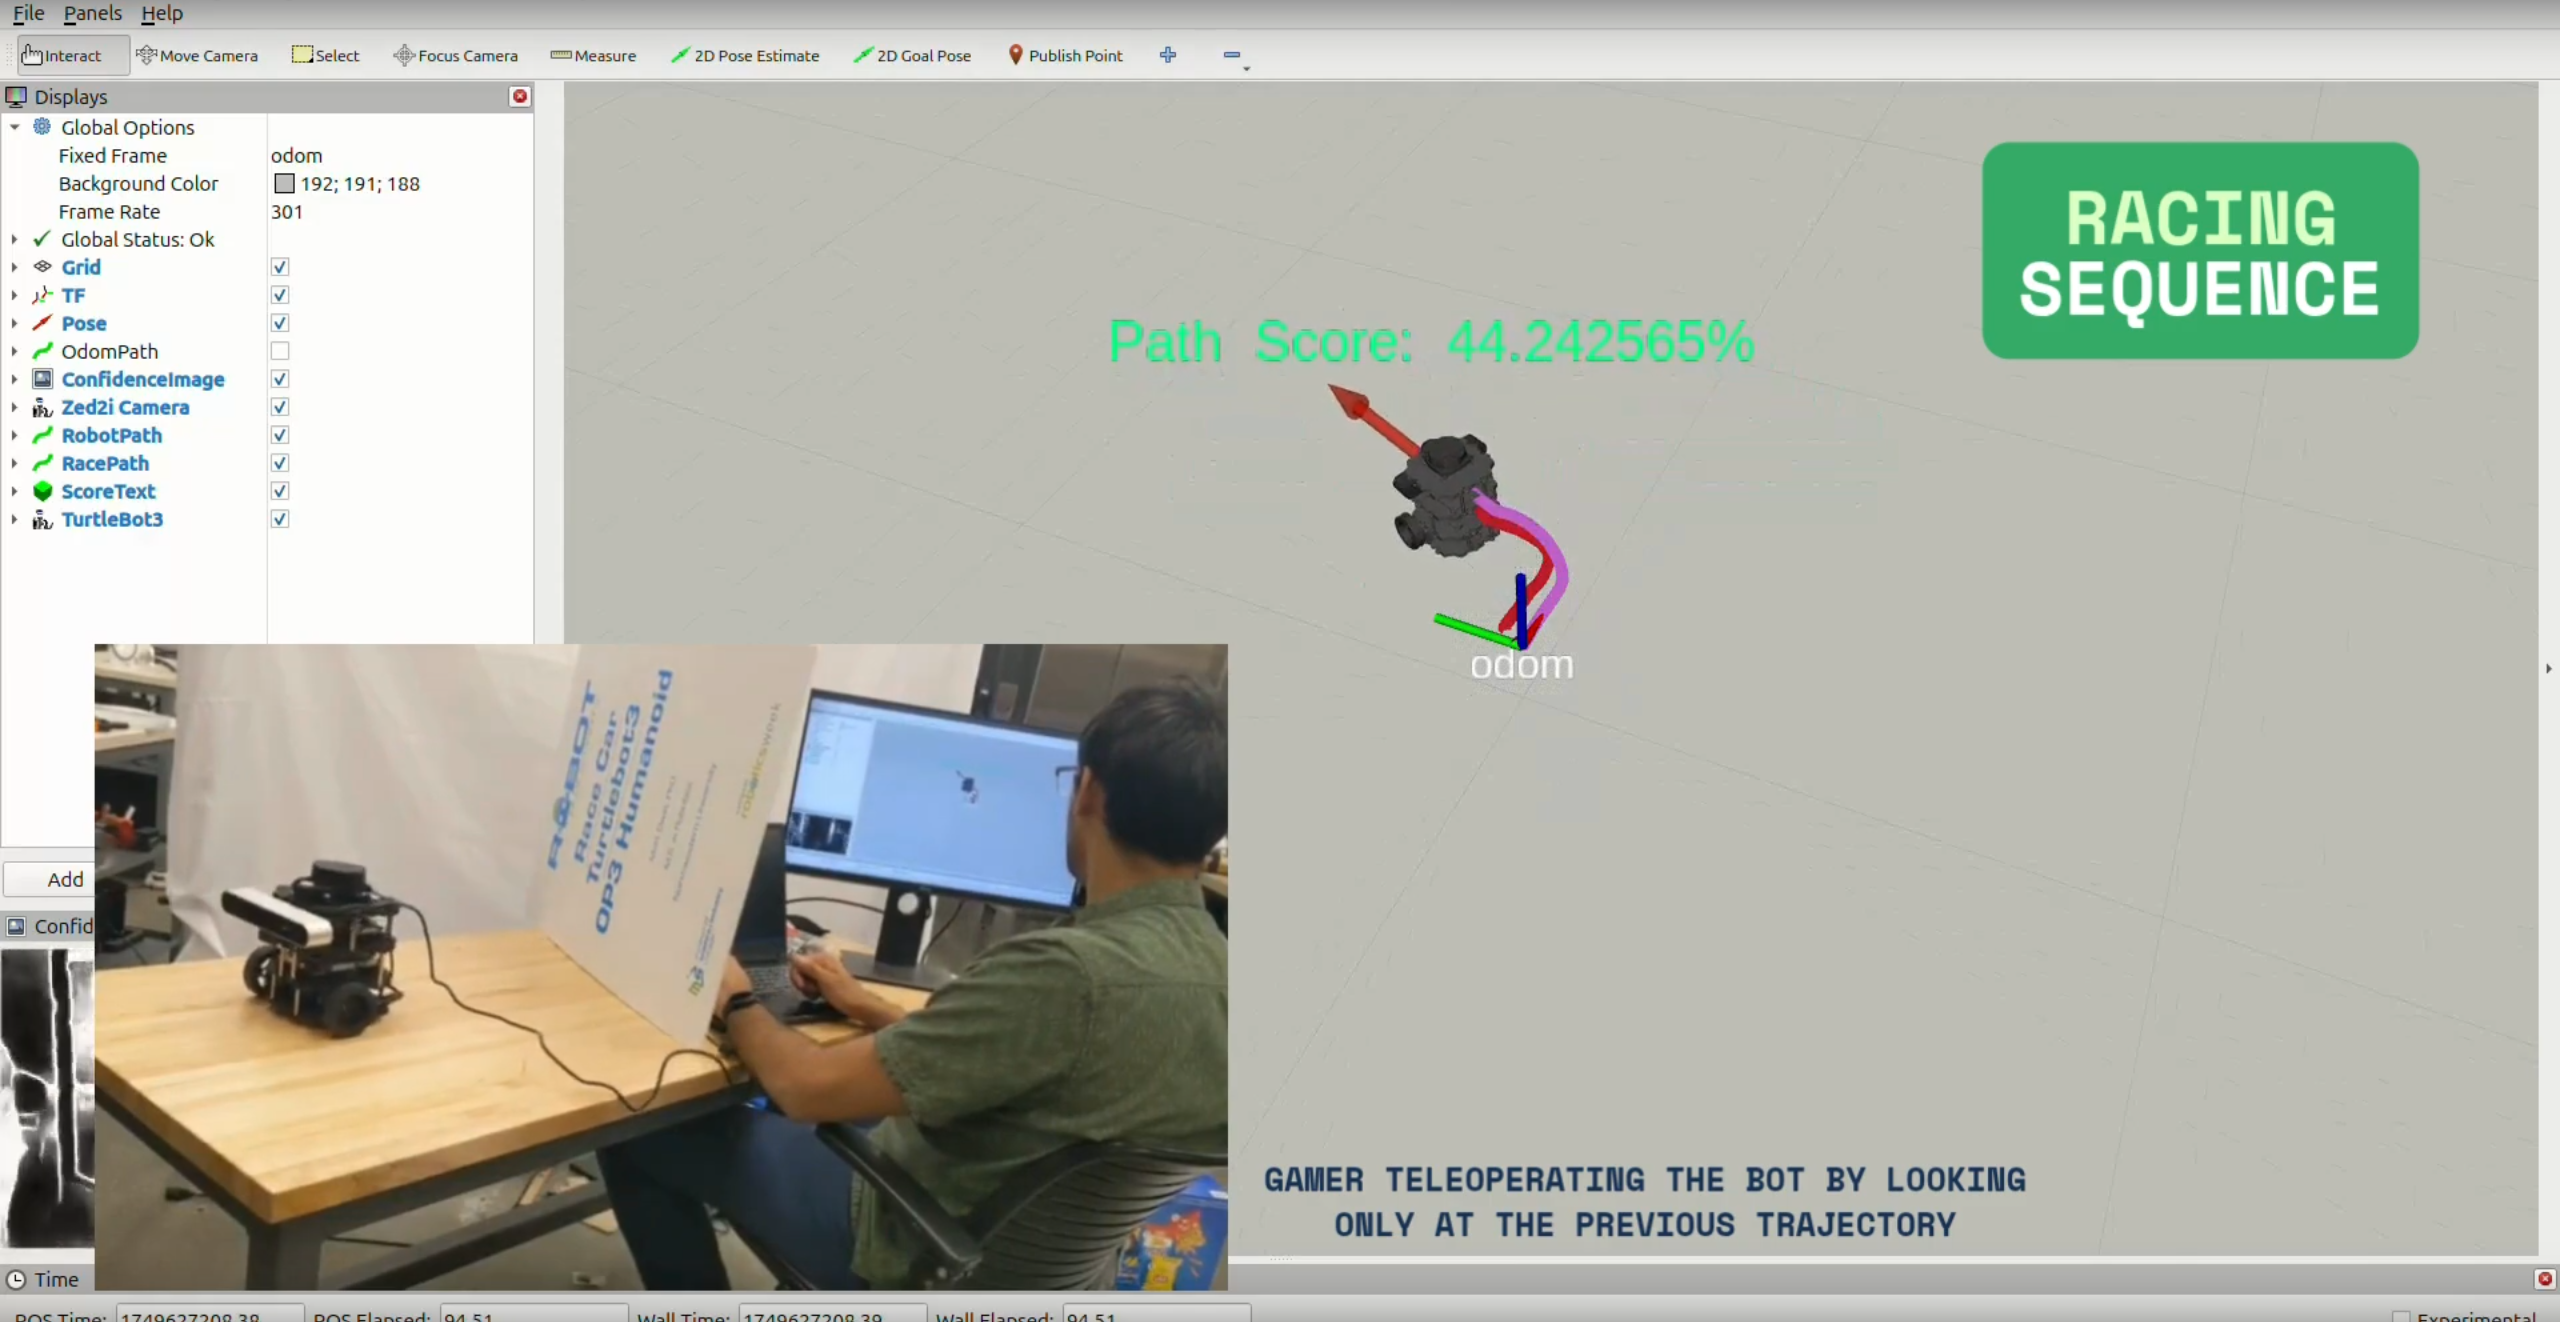 File Panels Help
Interact Move Camera Select Focus Camera Measure 2D Pose Estimate 2D Goal Pose Publish Point
Displays
Global Options
Fixed Frame odom
Background Color 192; 191; 188
Frame Rate 301
Global Status: Ok
Grid
TF
Pose
OdomPath
ConfidenceImage
Zed2i Camera
RobotPath
RacePath
ScoreText
TurtleBot3
Add
Confid
RACING
SEQUENCE
Path Score: 44.242565%
odom
Race Car
Turtlebot3
OP3 Humanoid
roboticsweek
GAMER TELEOPERATING THE BOT BY LOOKING
ONLY AT THE PREVIOUS TRAJECTORY
Time
ROS Time: 1749627208.38 ROS Elapsed: 94.51 Wall Time: 1749627208.39 Wall Elapsed: 94.51 Experimental